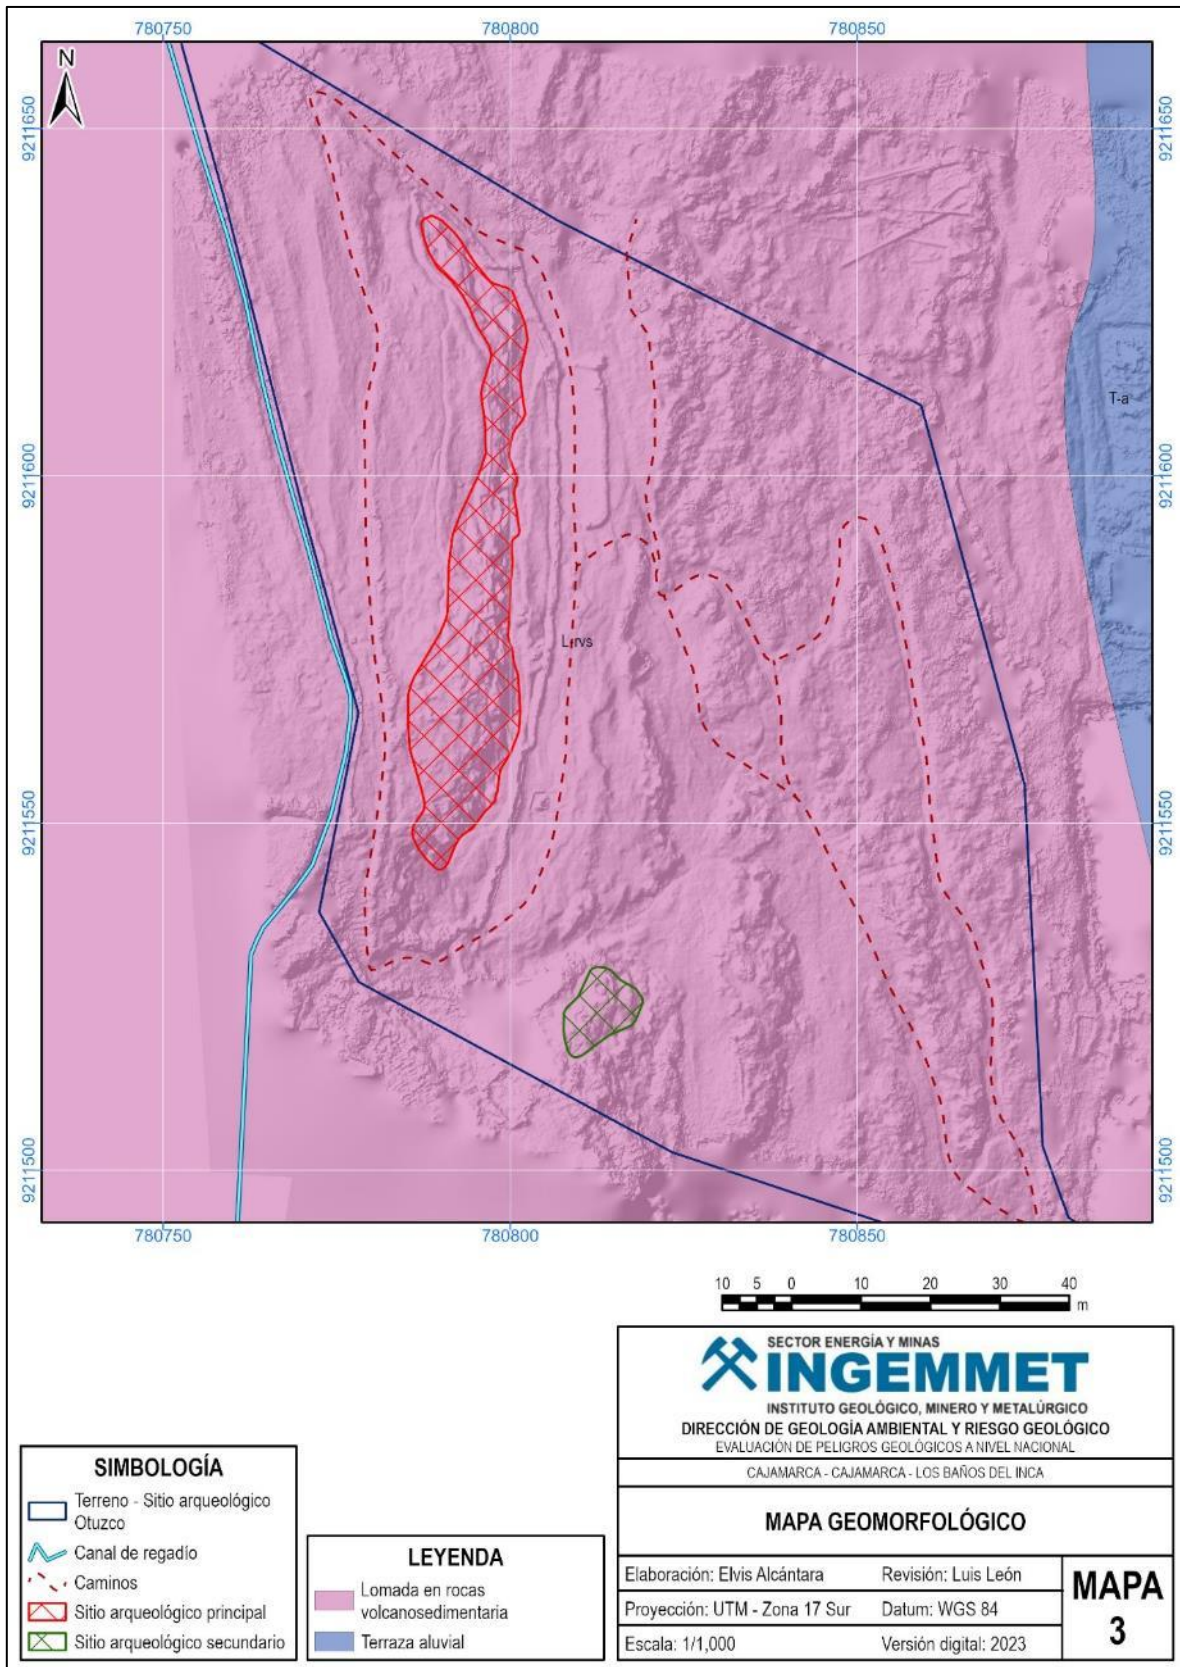 780750
780800
780850
N
9211650
9211650
T-a
9211600
9211600
L-rvs
9211550
9211550
9211500
9211500
780750
780800
780850
10 5 0 10 20 30 40
m
SECTOR ENERGÍA Y MINAS
INGEMMET
INSTITUTO GEOLÓGICO, MINERO Y METALÚRGICO
DIRECCIÓN DE GEOLOGÍA AMBIENTAL Y RIESGO GEOLÓGICO
EVALUACIÓN DE PELIGROS GEOLÓGICOS A NIVEL NACIONAL
CAJAMARCA - CAJAMARCA - LOS BAÑOS DEL INCA
MAPA GEOMORFOLÓGICO
Elaboración: Elvis Alcántara
Revisión: Luis León
Proyección: UTM - Zona 17 Sur
Datum: WGS 84
Escala: 1/1,000
Versión digital: 2023
MAPA
3
SIMBOLOGÍA
Terreno - Sitio arqueológico
Otuzco
Canal de regadío
Caminos
Sitio arqueológico principal
Sitio arqueológico secundario
LEYENDA
Lomada en rocas
volcanosedimentaria
Terraza aluvial